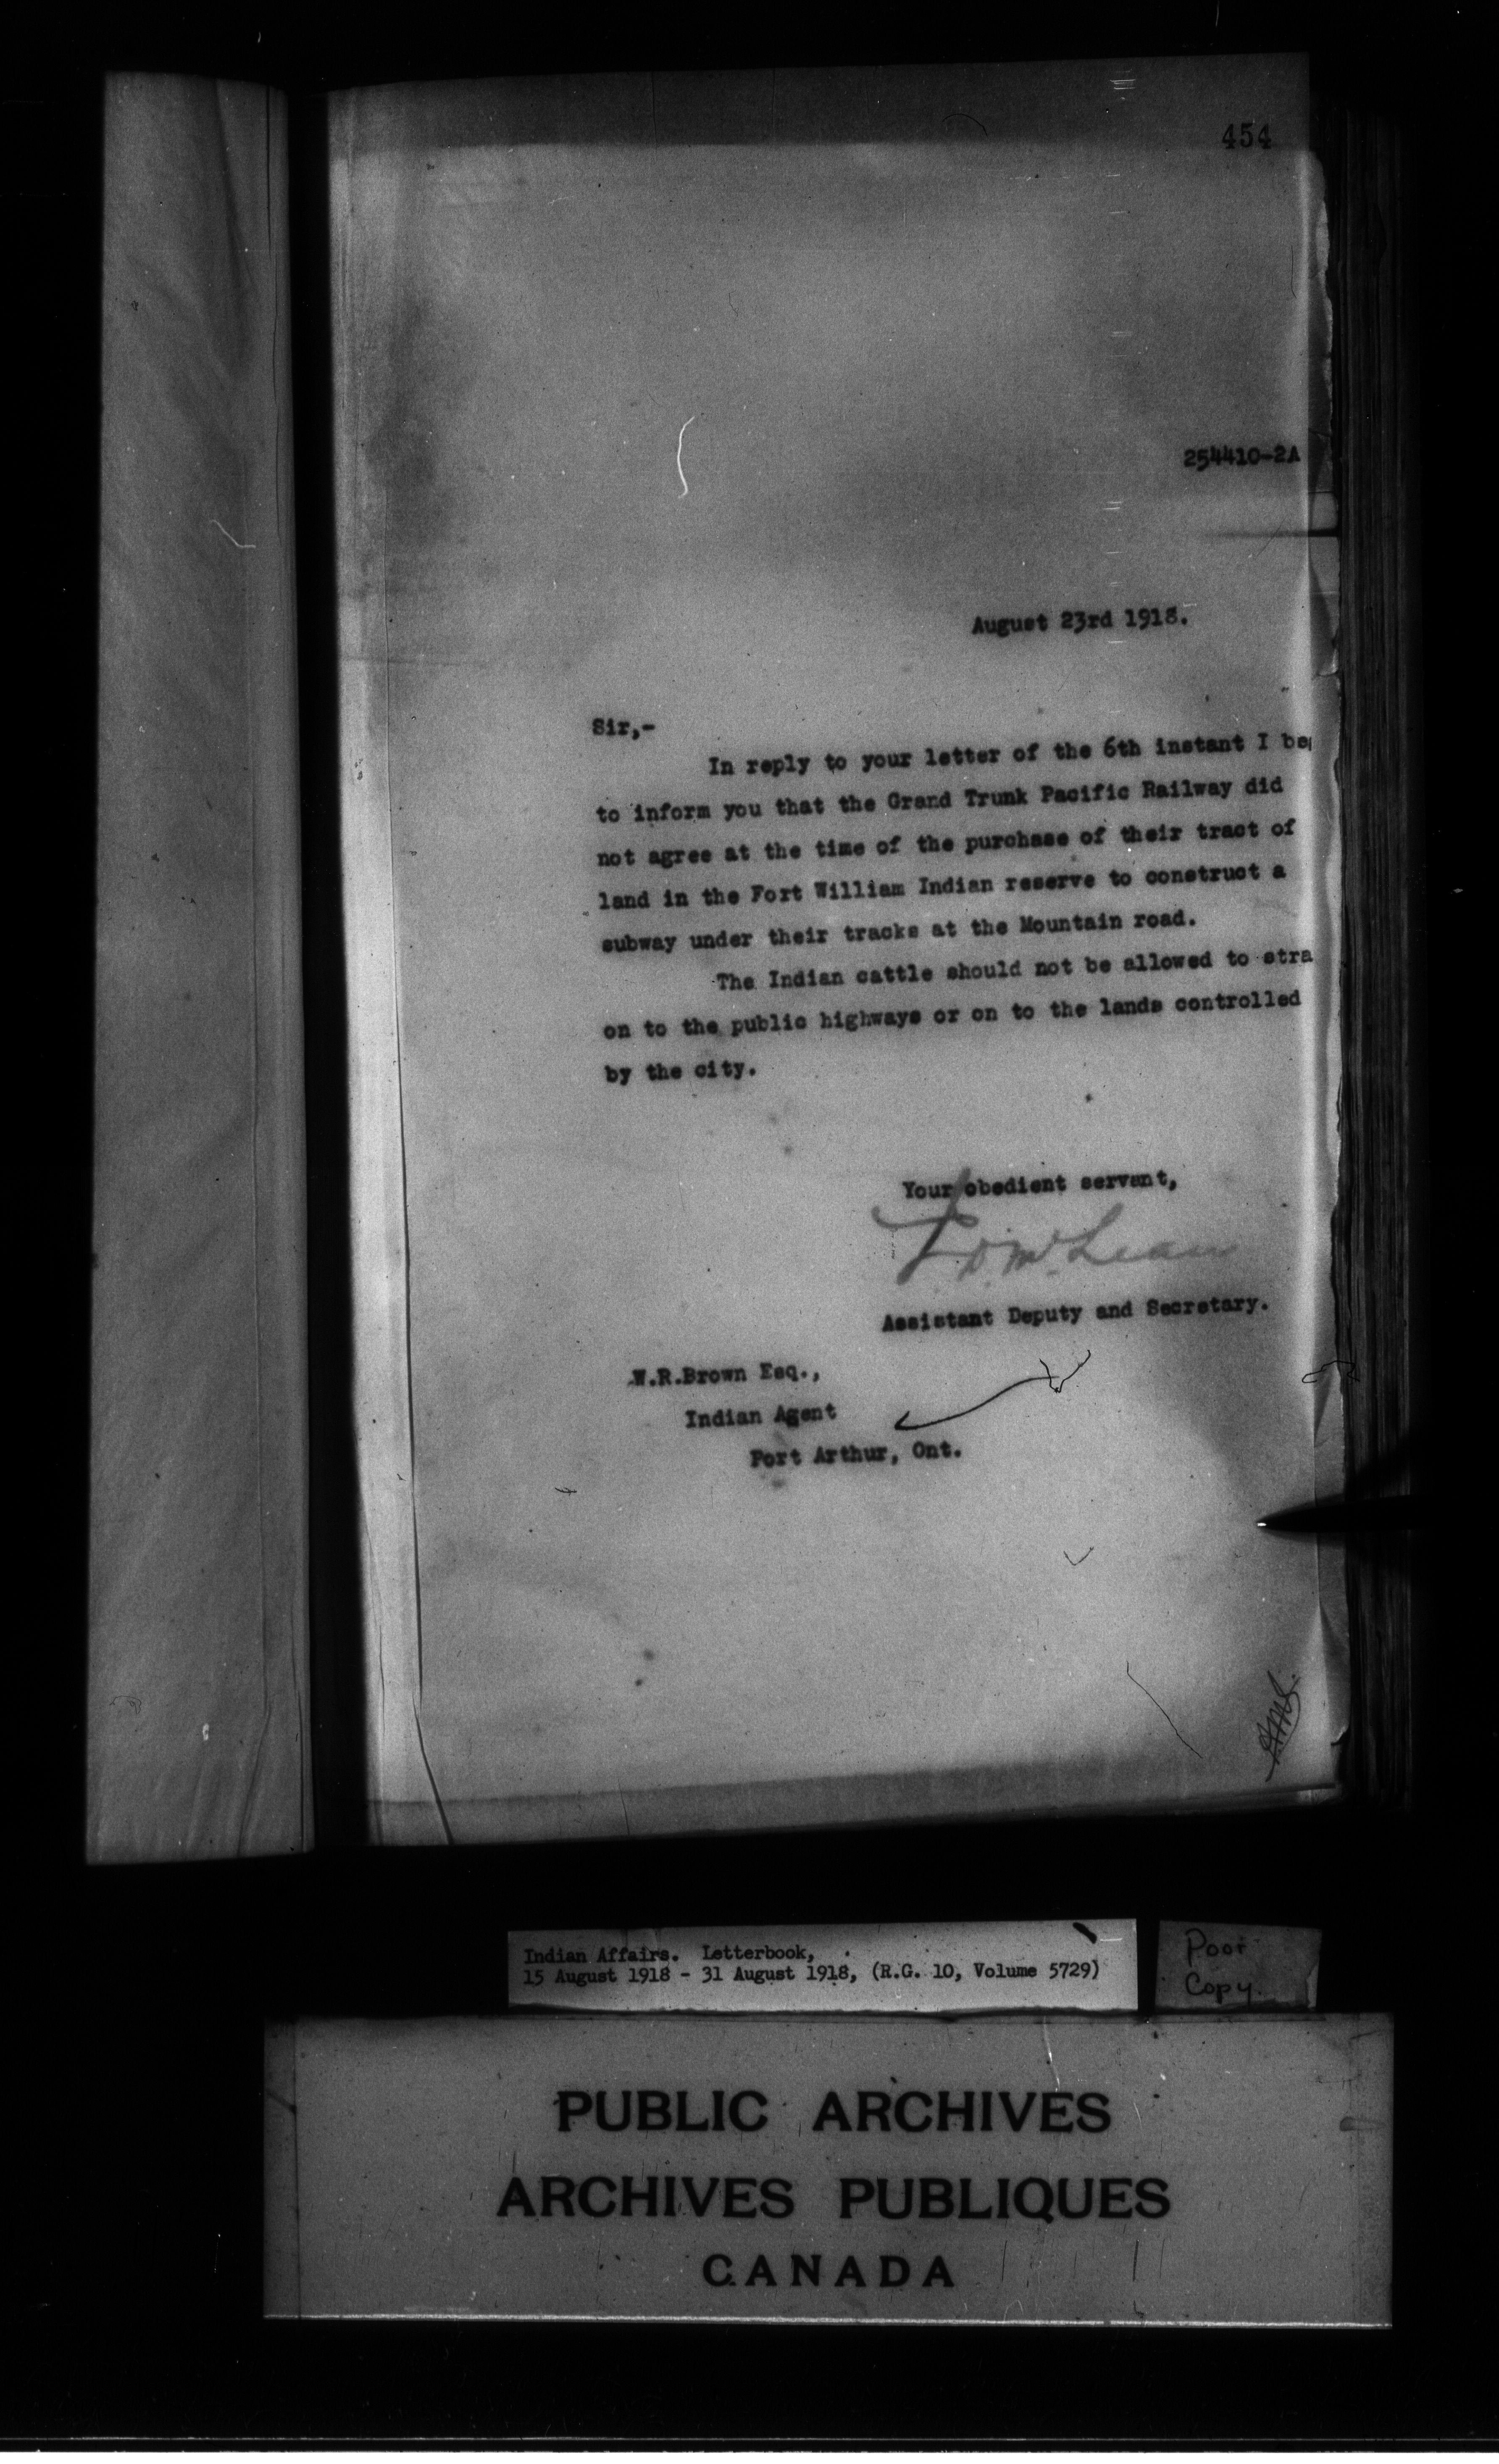 454
254410-2A
August 23rd 1918.
Sir,-
In reply to your letter of the 6th instant I beg
to inform you that the Grand Trunk Pacific Railway did
not agree at the time of the purchase of their tract of
land in the Fort William Indian reserve to construct a
subway under their tracks at the Mountain road.
The Indian cattle should not be allowed to stra
on to the public highways or on to the lands controlled
by the city.
Your obedient servant,
J. D. McLean
Assistant Deputy and Secretary.
W.R.Brown Esq.,
Indian Agent
Port Arthur, Ont.
Indian Affairs. Letterbook,
15 August 1918 - 31 August 1918, (R.G. 10, Volume 5729)
Poor
Copy.
PUBLIC ARCHIVES
ARCHIVES PUBLIQUES
CANADA